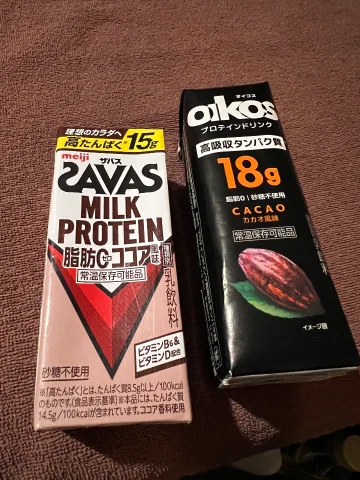 理想のカラダへ
高たんぱく 15g
meiji
ザバス
SAVAS
MILK
PROTEIN
脂肪0ゼロ ココア風味
常温保存可能品
乳飲料
ビタミンB6&
ビタミンD配合
砂糖不使用
※「高たんぱく」とは、たんぱく質8.5g以上/100kcal
のものです。(食品表示基準)※本品には、たんぱく質
14.5g/100kcalが含まれています。ココア香料使用
オイコス
oikos
プロテインドリンク
高吸収タンパク質
18g
脂肪0 砂糖不使用
CACAO
カカオ風味
常温保存可能品
イメージ図